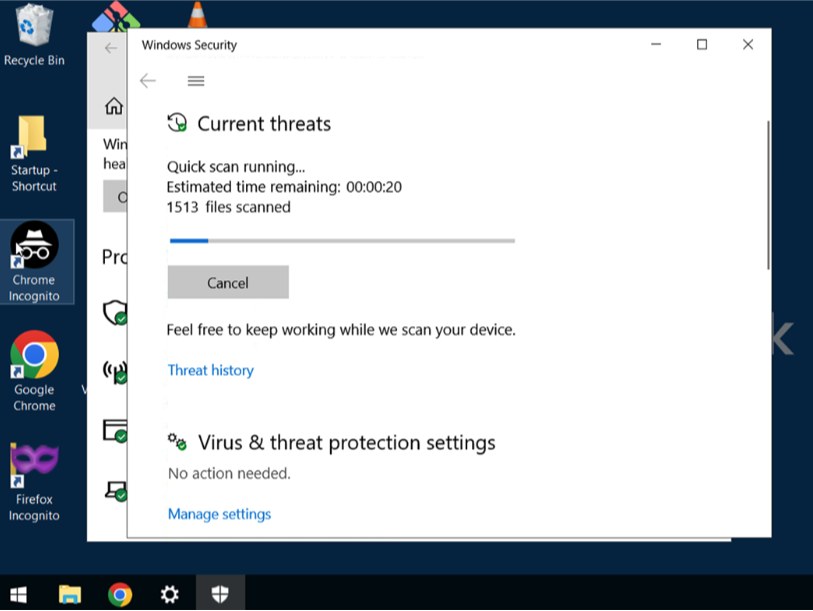 Recycle Bin
Startup -
Shortcut
Chrome
Incognito
Google
Chrome
Firefox
Incognito
Windows Security
Current threats
Quick scan running...
Estimated time remaining: 00:00:20
1513 files scanned
Cancel
Feel free to keep working while we scan your device.
Threat history
Virus & threat protection settings
No action needed.
Manage settings
Win
hea
O
Pro
V
k